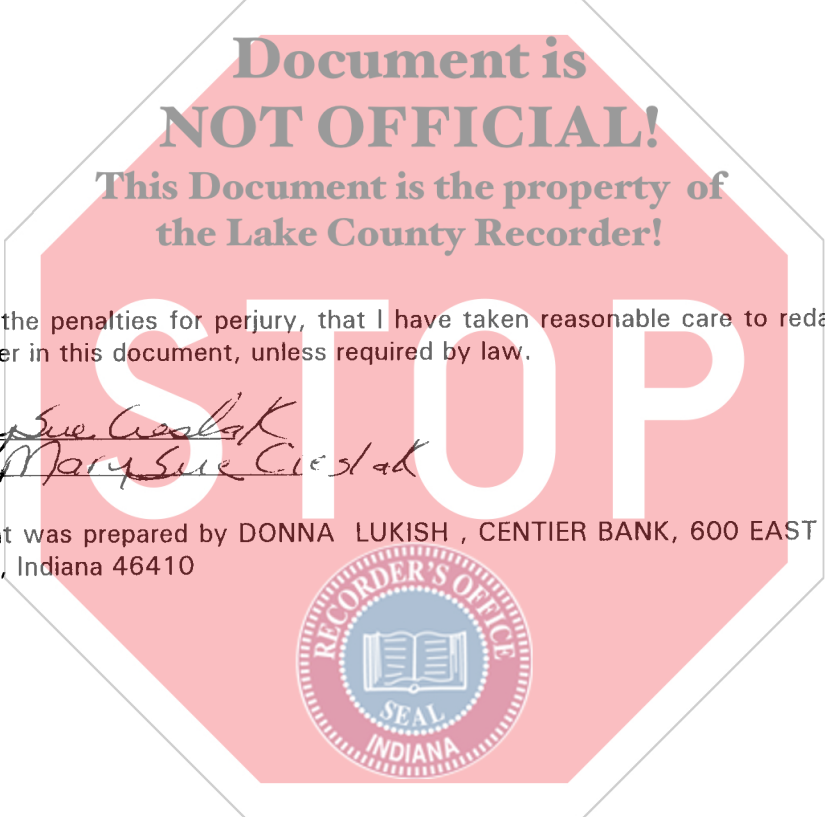 Document is
NOT OFFICIAL!
This Document is the property of
the Lake County Recorder!
STOP
the penalties for perjury, that I have taken reasonable care to reda
er in this document, unless required by law.
Sue Cieslak
Mary Sue Cieslak
t was prepared by DONNA LUKISH , CENTIER BANK, 600 EAST
, Indiana 46410
RECORDER'S OFFICE
SEAL
INDIANA